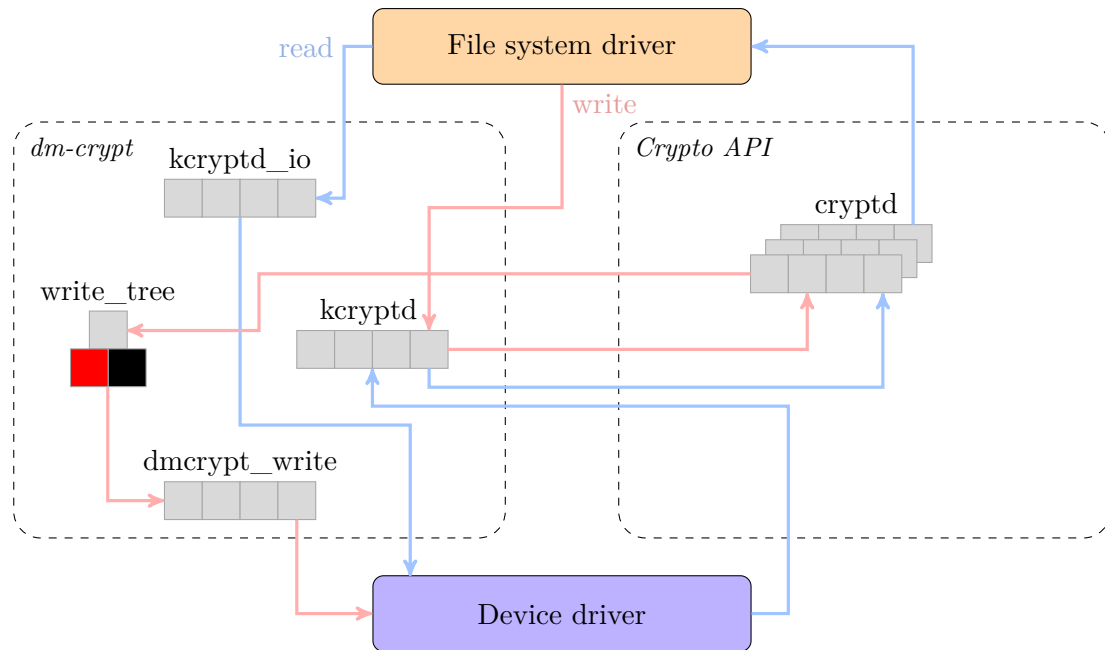 File system driver
read
write
dm-crypt
Crypto API
kcryptd_io
cryptd
write_tree
kcryptd
dmcrypt_write
Device driver